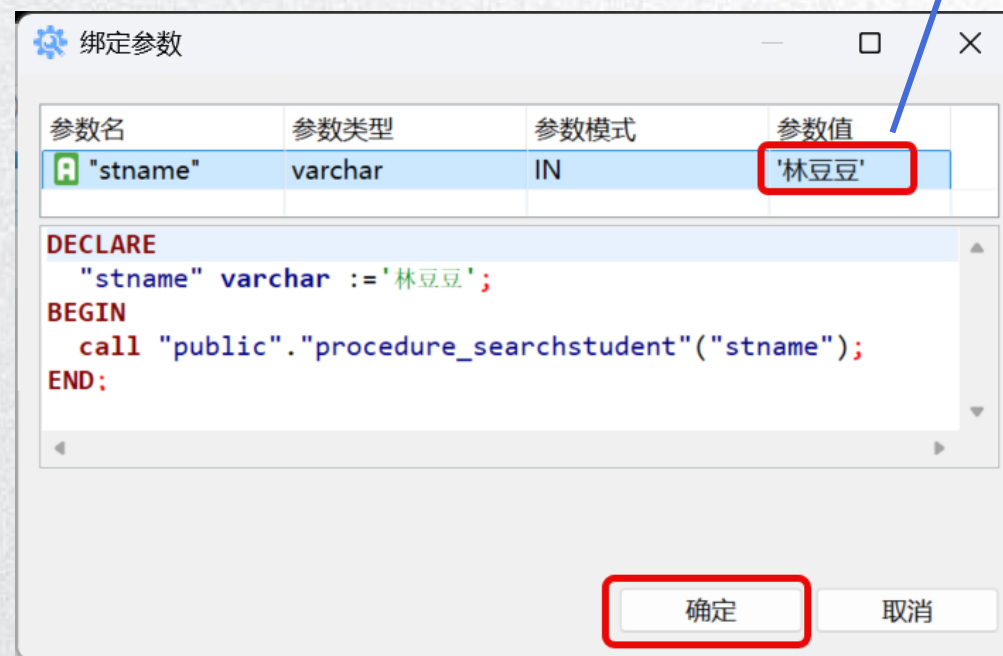 绑定参数
参数名 参数类型 参数模式 参数值
"stname" varchar IN '林豆豆'
DECLARE
"stname" varchar :='林豆豆';
BEGIN
call "public"."procedure_searchstudent"("stname");
END;
确定 取消